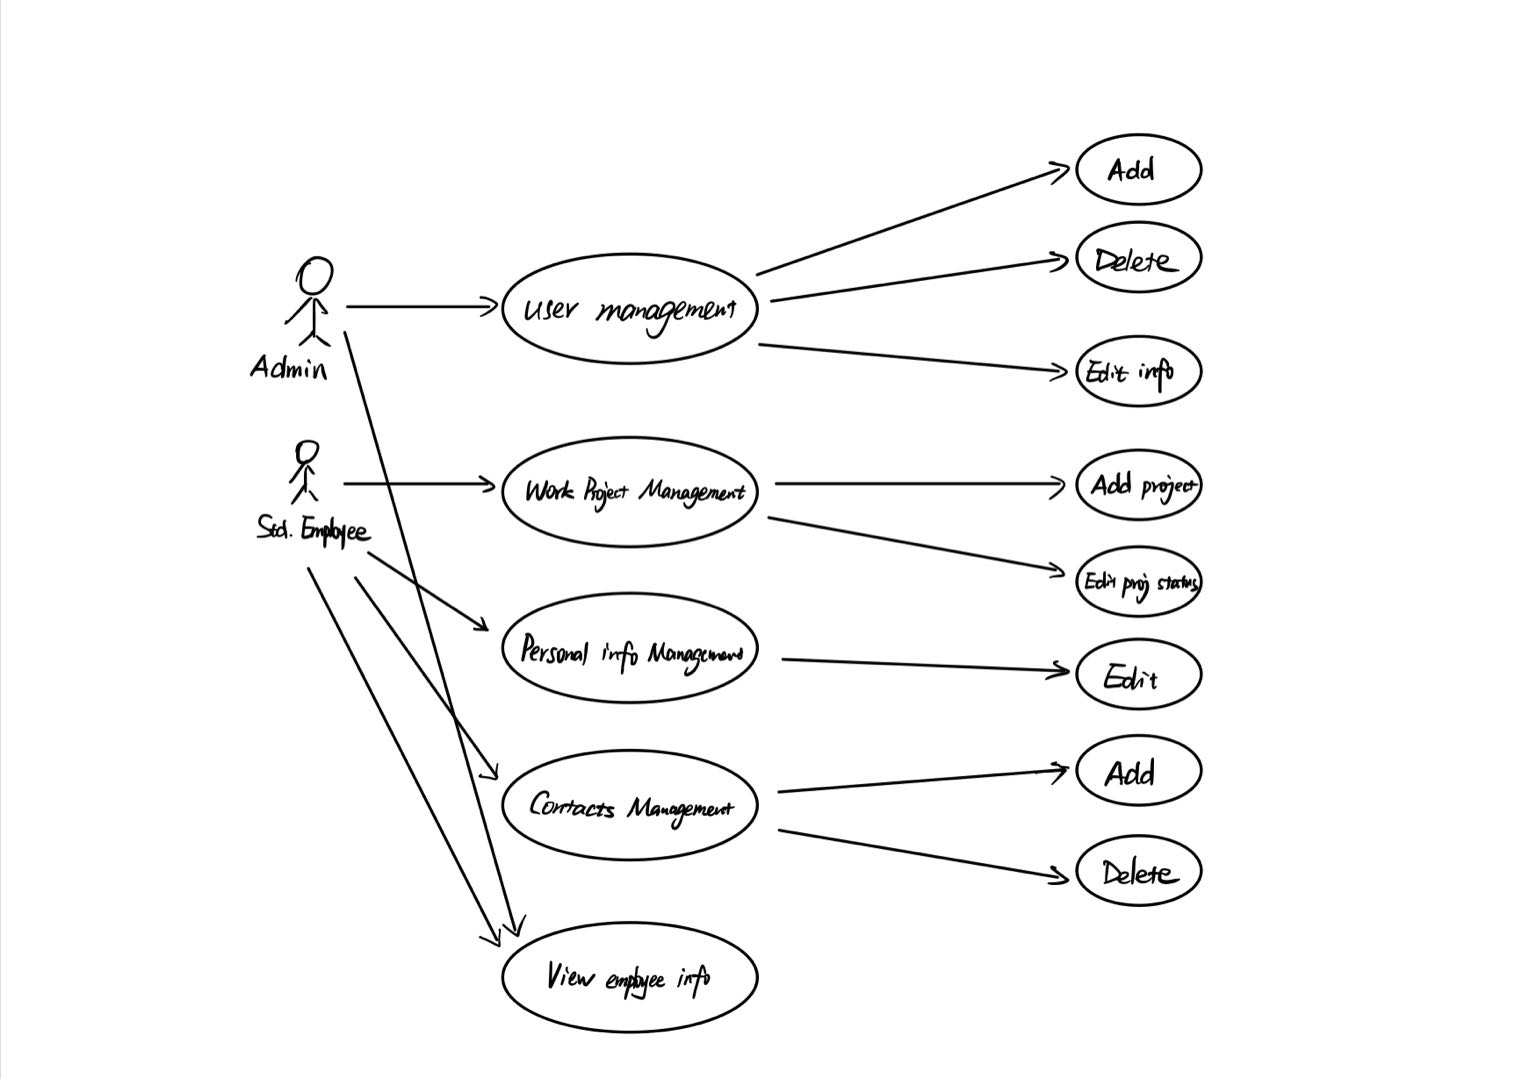 Add
Delete
User management
Admin
Edit info
Std. Employee
Work Project Management
Add project
Edit proj status
Personal info Management
Edit
Contacts Management
Add
Delete
View employee info